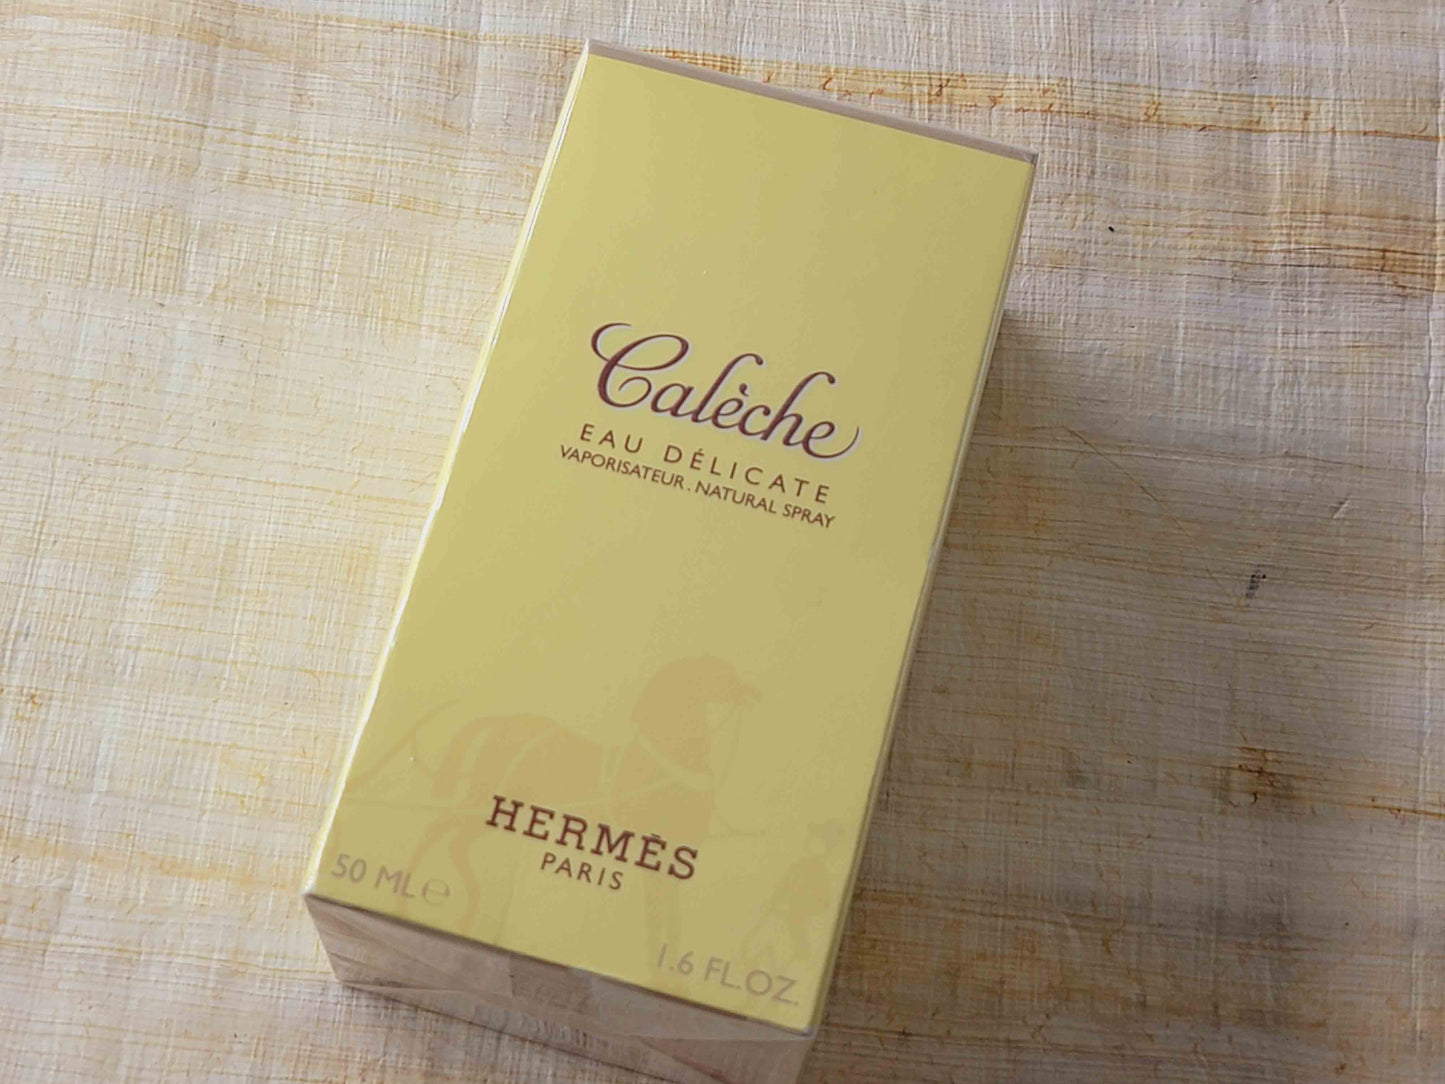 Calèche
EAU DÉLICATE
VAPORISATEUR . NATURAL SPRAY
HERMÈS
PARIS
50 ML ℮
1.6 FL.OZ.